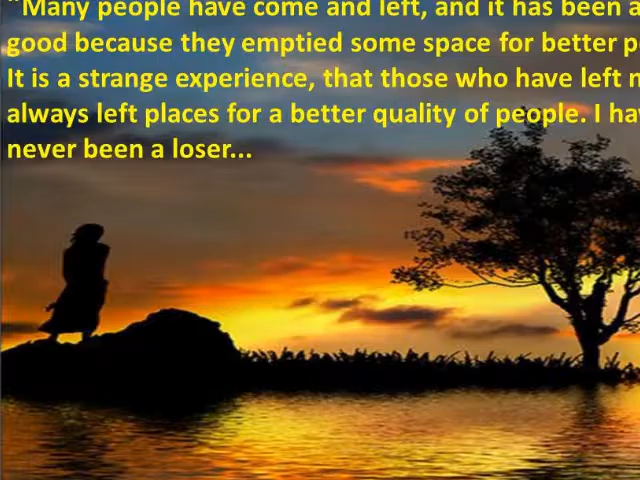 "Many people have come and left, and it has been a
good because they emptied some space for better p
It is a strange experience, that those who have left
always left places for a better quality of people. I ha
never been a loser...